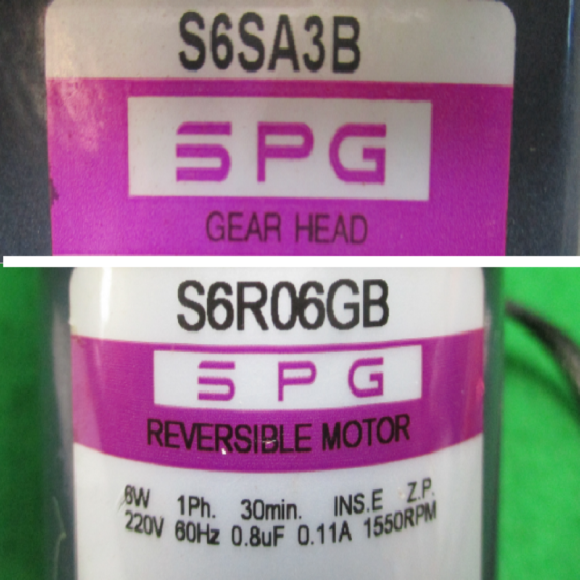 S6SA3B
SPG
GEAR HEAD
S6R06GB
SPG
REVERSIBLE MOTOR
6W 1Ph. 30min. INS.E Z.P.
220V 60Hz 0.8uF 0.11A 1550RPM